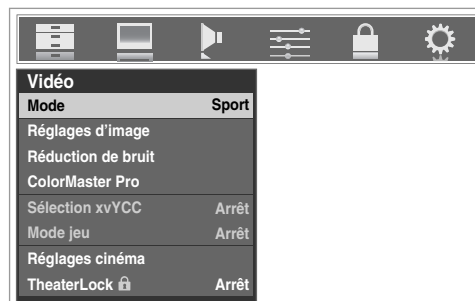 Vidéo
Mode Sport
Réglages d'image
Réduction de bruit
ColorMaster Pro
Sélection xvYCC Arrêt
Mode jeu Arrêt
Réglages cinéma
TheaterLock Arrêt